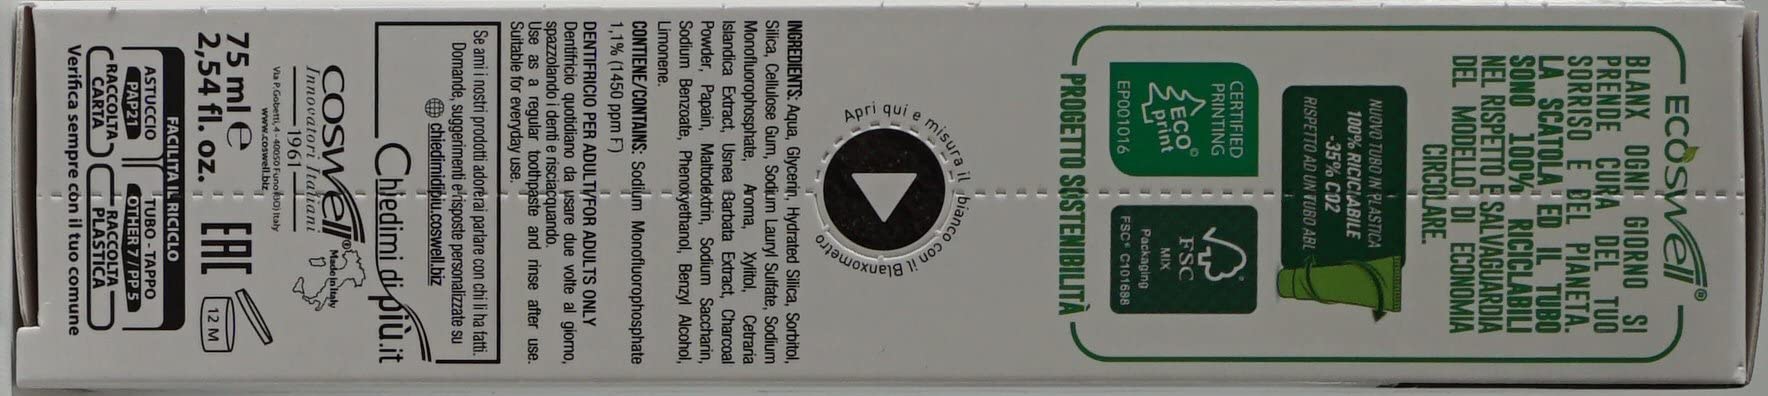 ECOSWell®
BLANX OGNI GIORNO SI
PRENDE CURA DEL TUO
SORRISO E DEL PIANETA.
LA SCATOLA ED IL TUBO
SONO 100% RICICLABILI
NEL RISPETTO E SALVAGUARDIA
DEL MODELLO DI ECONOMIA
CIRCOLARE.
NUOVO TUBO IN PLASTICA
100% RICICLABILE
-35% CO2
RISPETTO AD UN TUBO ABL
CERTIFIED
PRINTING
ECO
print
©
EP001016
FSC
MIX
Packaging
FSC® C101688
PROGETTO SOSTENIBILITÀ
Apri qui e misura il bianco con il Blanxometro
INGREDIENTS: Aqua, Glycerin, Hydrated Silica, Sorbitol,
Silica, Cellulose Gum, Sodium Lauryl Sulfate, Sodium
Monofluorophosphate, Aroma, Xylitol, Cetraria
Islandica Extract, Usnea Barbata Extract, Charcoal
Powder, Papain, Maltodextrin, Sodium Saccharin,
Sodium Benzoate, Phenoxyethanol, Benzyl Alcohol,
Limonene.
CONTIENE/CONTAINS: Sodium Monofluorophosphate
1,1% (1450 ppm F)
DENTIFRICIO PER ADULTI/FOR ADULTS ONLY
Dentifricio quotidiano da usare due volte al giorno,
spazzolando i denti e risciacquando.
Use as a regular toothpaste and rinse after use.
Suitable for everyday use.
Se ami i nostri prodotti adorerai parlare con chi li ha fatti.
Domande, suggerimenti e risposte personalizzate su
chiedimidipiu.coswell.biz
Chiedimi di più.it
coswell®
Innovatori Italiani
1961
Made in Italy
Via P.Gobetti, 4 - 40050 Funo (BO) Italy
www.coswell.biz
75 ml e
2,54 fl. oz.
EAC
12 M
FACILITA IL RICICLO
ASTUCCIO
PAP21
RACCOLTA
CARTA
TUBO - TAPPO
OTHER 7 / PP 5
RACCOLTA
PLASTICA
Verifica sempre con il tuo comune